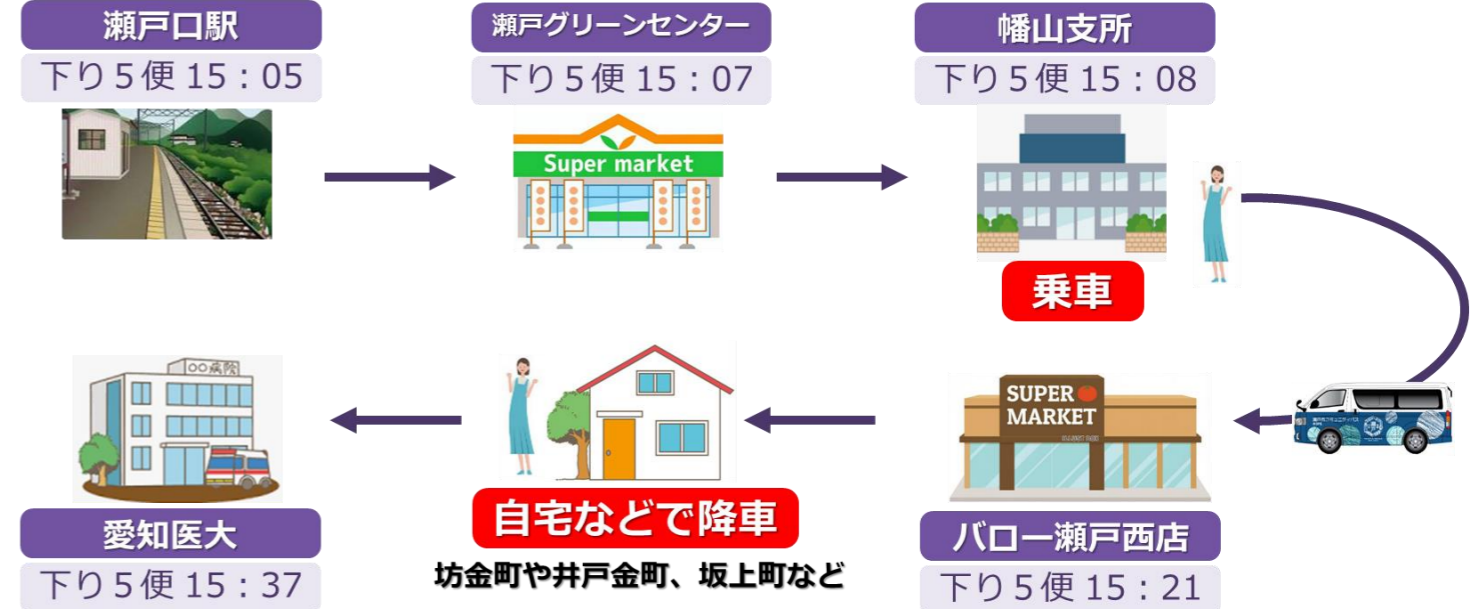 瀬戸口駅
下り5便 15:05
瀬戸グリーンセンター
下り5便 15:07
幡山支所
下り5便 15:08
Super market
乗車
〇〇病院
SUPER
MARKET
自宅などで降車
坊金町や井戸金町、坂上町など
愛知医大
下り5便 15:37
バロー瀬戸西店
下り5便 15:21